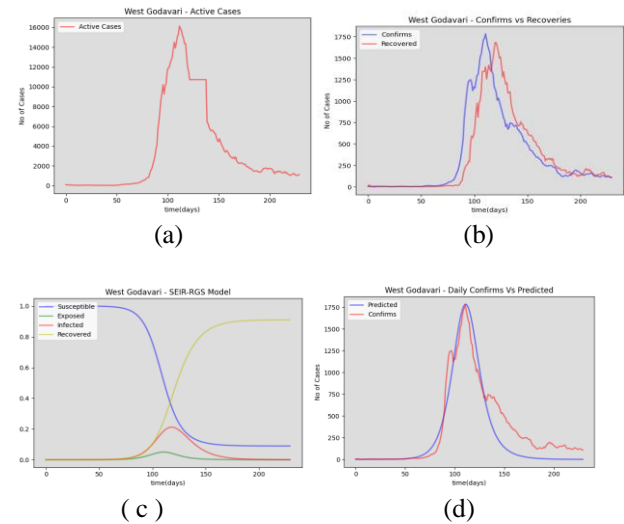 West Godavari - Active Cases
Active Cases
16000
14000
12000
10000
8000
6000
4000
2000
0
No of Cases
0 50 100 150 200
time(days)
(a)
West Godavari - Confirms vs Recoveries
Confirms
Recovered
1750
1500
1250
1000
750
500
250
0
No of Cases
0 50 100 150 200
time(days)
(b)
West Godavari - SEIR-RGS Model
Susceptible
Exposed
Infected
Recovered
1.0
0.8
0.6
0.4
0.2
0.0
0 50 100 150 200
time(days)
( c )
West Godavari - Daily Confirms Vs Predicted
Predicted
Confirms
1750
1500
1250
1000
750
500
250
0
No of Cases
0 50 100 150 200
time(days)
(d)